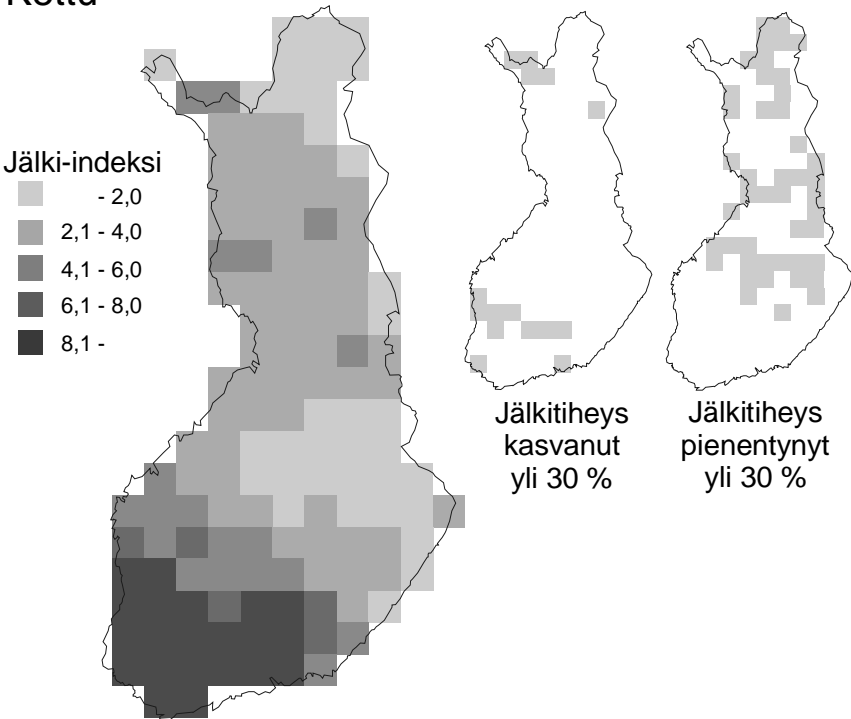 Kettu
Jälki-indeksi
- 2,0
2,1 - 4,0
4,1 - 6,0
6,1 - 8,0
8,1 -
Jälkitiheys
kasvanut
yli 30 %
Jälkitiheys
pienentynyt
yli 30 %